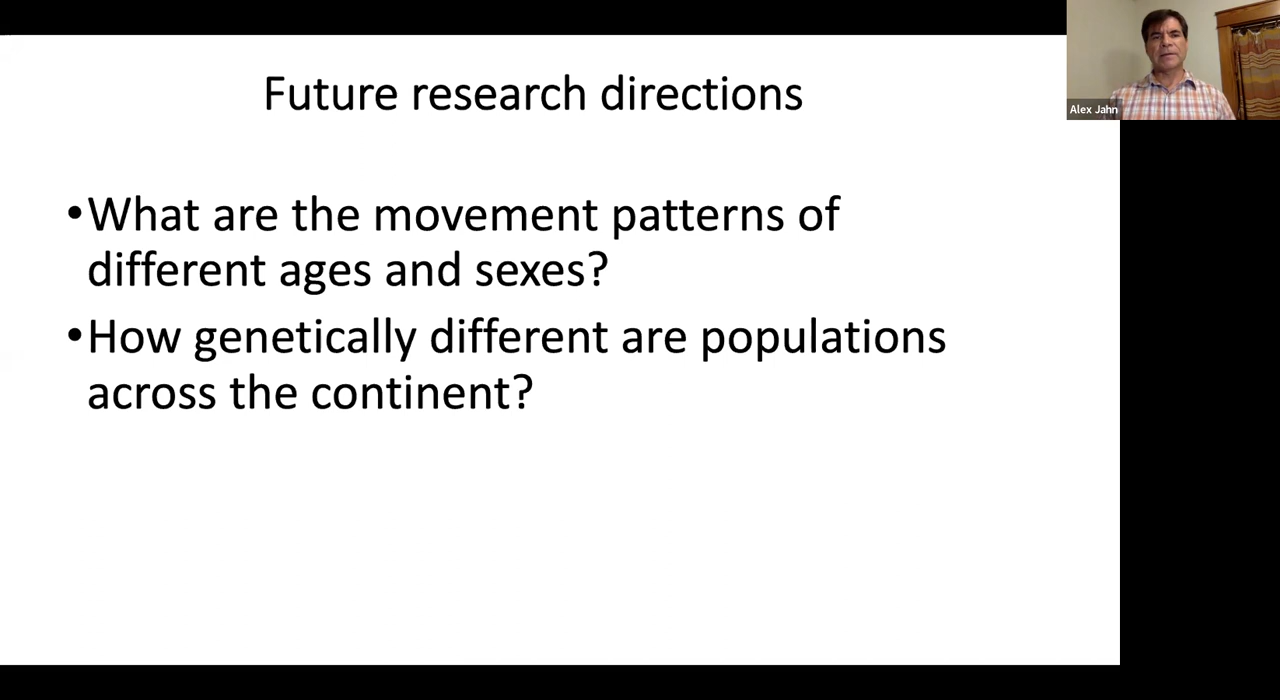 Future research directions
•What are the movement patterns of
different ages and sexes?
•How genetically different are populations
across the continent?
Alex Jahn